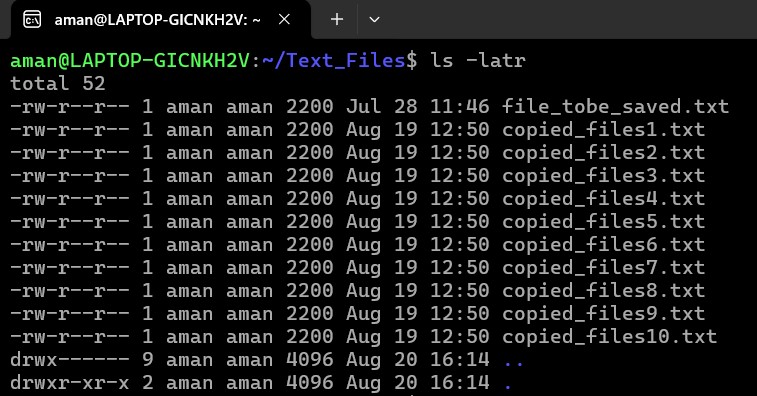 aman@LAPTOP-GICNKH2V: ~
aman@LAPTOP-GICNKH2V:~/Text_Files$ ls -latr
total 52
-rw-r--r-- 1 aman aman 2200 Jul 28 11:46 file_tobe_saved.txt
-rw-r--r-- 1 aman aman 2200 Aug 19 12:50 copied_files1.txt
-rw-r--r-- 1 aman aman 2200 Aug 19 12:50 copied_files2.txt
-rw-r--r-- 1 aman aman 2200 Aug 19 12:50 copied_files3.txt
-rw-r--r-- 1 aman aman 2200 Aug 19 12:50 copied_files4.txt
-rw-r--r-- 1 aman aman 2200 Aug 19 12:50 copied_files5.txt
-rw-r--r-- 1 aman aman 2200 Aug 19 12:50 copied_files6.txt
-rw-r--r-- 1 aman aman 2200 Aug 19 12:50 copied_files7.txt
-rw-r--r-- 1 aman aman 2200 Aug 19 12:50 copied_files8.txt
-rw-r--r-- 1 aman aman 2200 Aug 19 12:50 copied_files9.txt
-rw-r--r-- 1 aman aman 2200 Aug 19 12:50 copied_files10.txt
drwx------ 9 aman aman 4096 Aug 20 16:14 ..
drwxr-xr-x 2 aman aman 4096 Aug 20 16:14 .